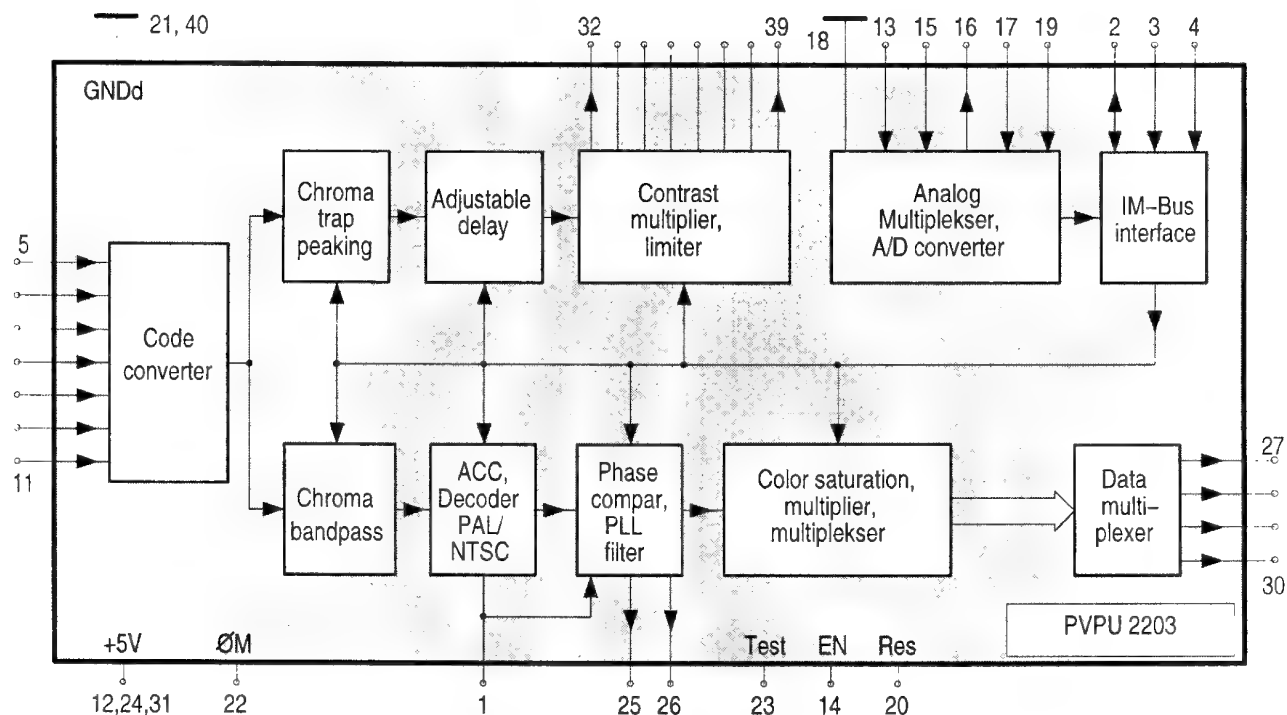 21, 40
32
39
18
13
15
16
17
19
2
3
4
GNDd
Chroma
trap
peaking
Adjustable
delay
Contrast
multiplier,
limiter
Analog
Multiplekser,
A/D converter
IM–Bus
interface
5
Code
converter
11
Chroma
bandpass
ACC,
Decoder
PAL/
NTSC
Phase
compar,
PLL
filter
Color saturation,
multiplier,
multiplekser
Data
multi–
plexer
27
30
PVPU 2203
+5V
ØM
Test
EN
Res
12,24,31
22
1
25
26
23
14
20